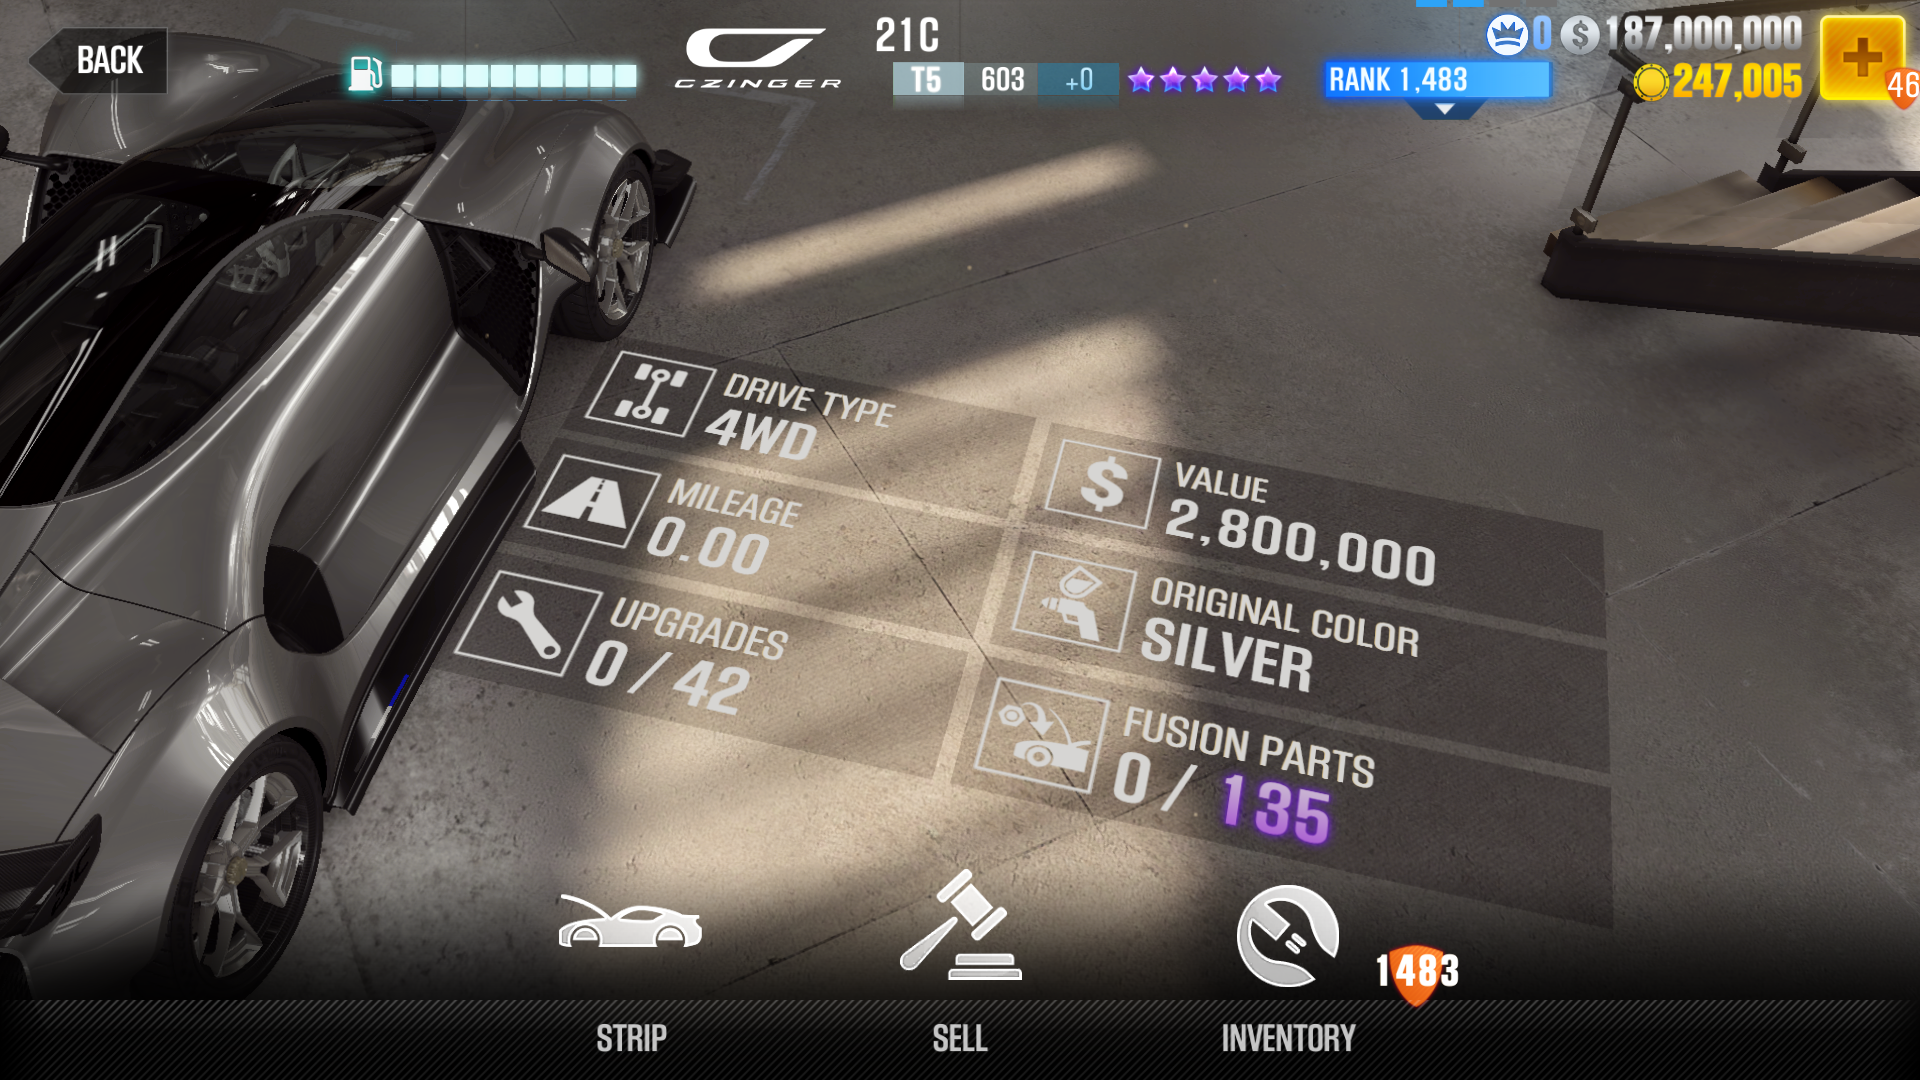 BACK
CZINGER
21C
T5 603 +0
RANK 1,483
0 $ 187,000,000
247,005
46
DRIVE TYPE
4WD
MILEAGE
0.00
UPGRADES
0 / 42
$ VALUE
2,800,000
ORIGINAL COLOR
SILVER
FUSION PARTS
0 / 135
1483
STRIP
SELL
INVENTORY